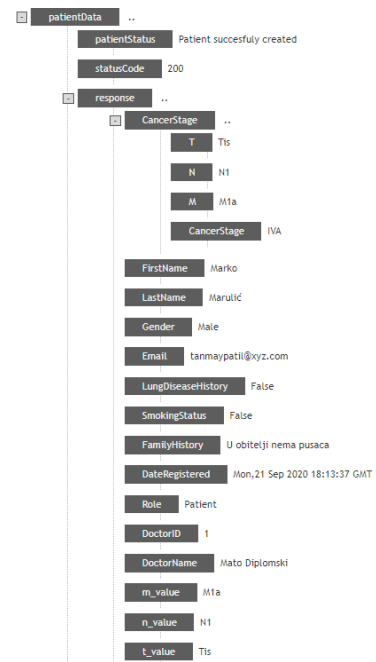 patientData ..
patientStatus Patient succesfuly created
statusCode 200
response ..
CancerStage ..
T Tis
N N1
M M1a
CancerStage IVA
FirstName Marko
LastName Marulić
Gender Male
Email tanmaypatil@xyz.com
LungDiseaseHistory False
SmokingStatus False
FamilyHistory U obitelji nema pusaca
DateRegistered Mon,21 Sep 2020 18:13:37 GMT
Role Patient
DoctorID 1
DoctorName Mato Diplomski
m_value M1a
n_value N1
t_value Tis